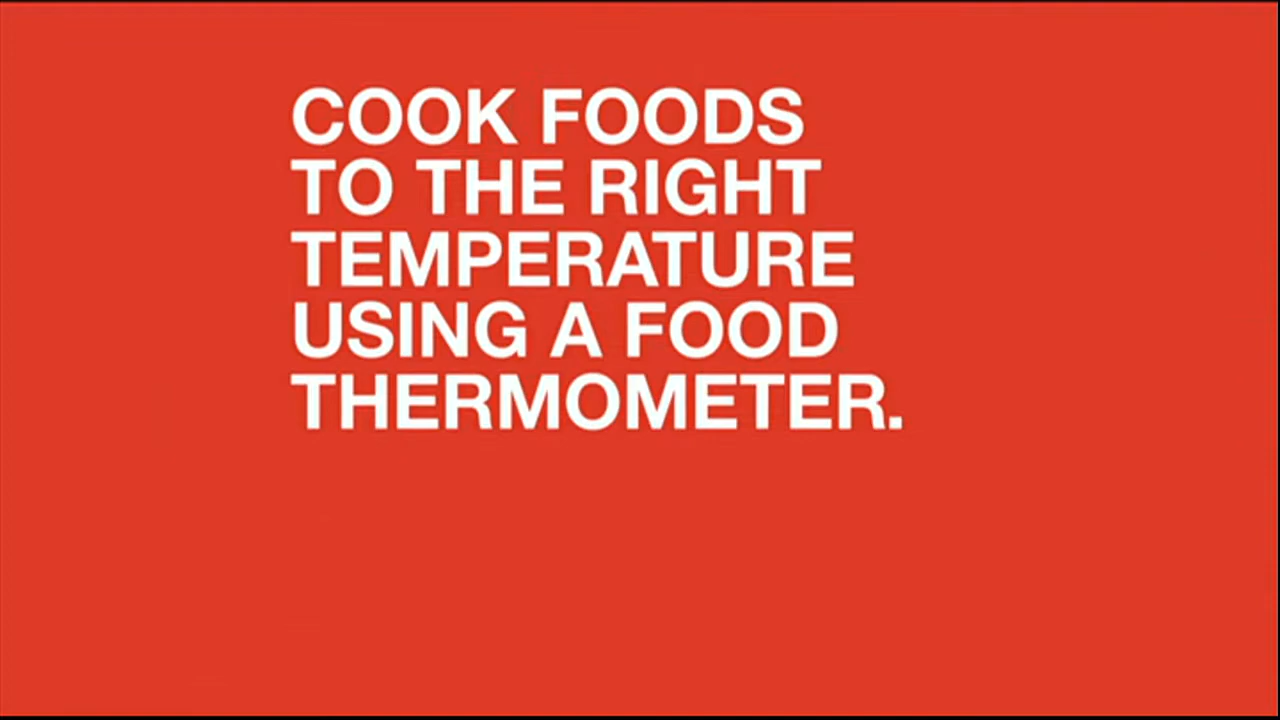 COOK FOODS
TO THE RIGHT
TEMPERATURE
USING A FOOD
THERMOMETER.